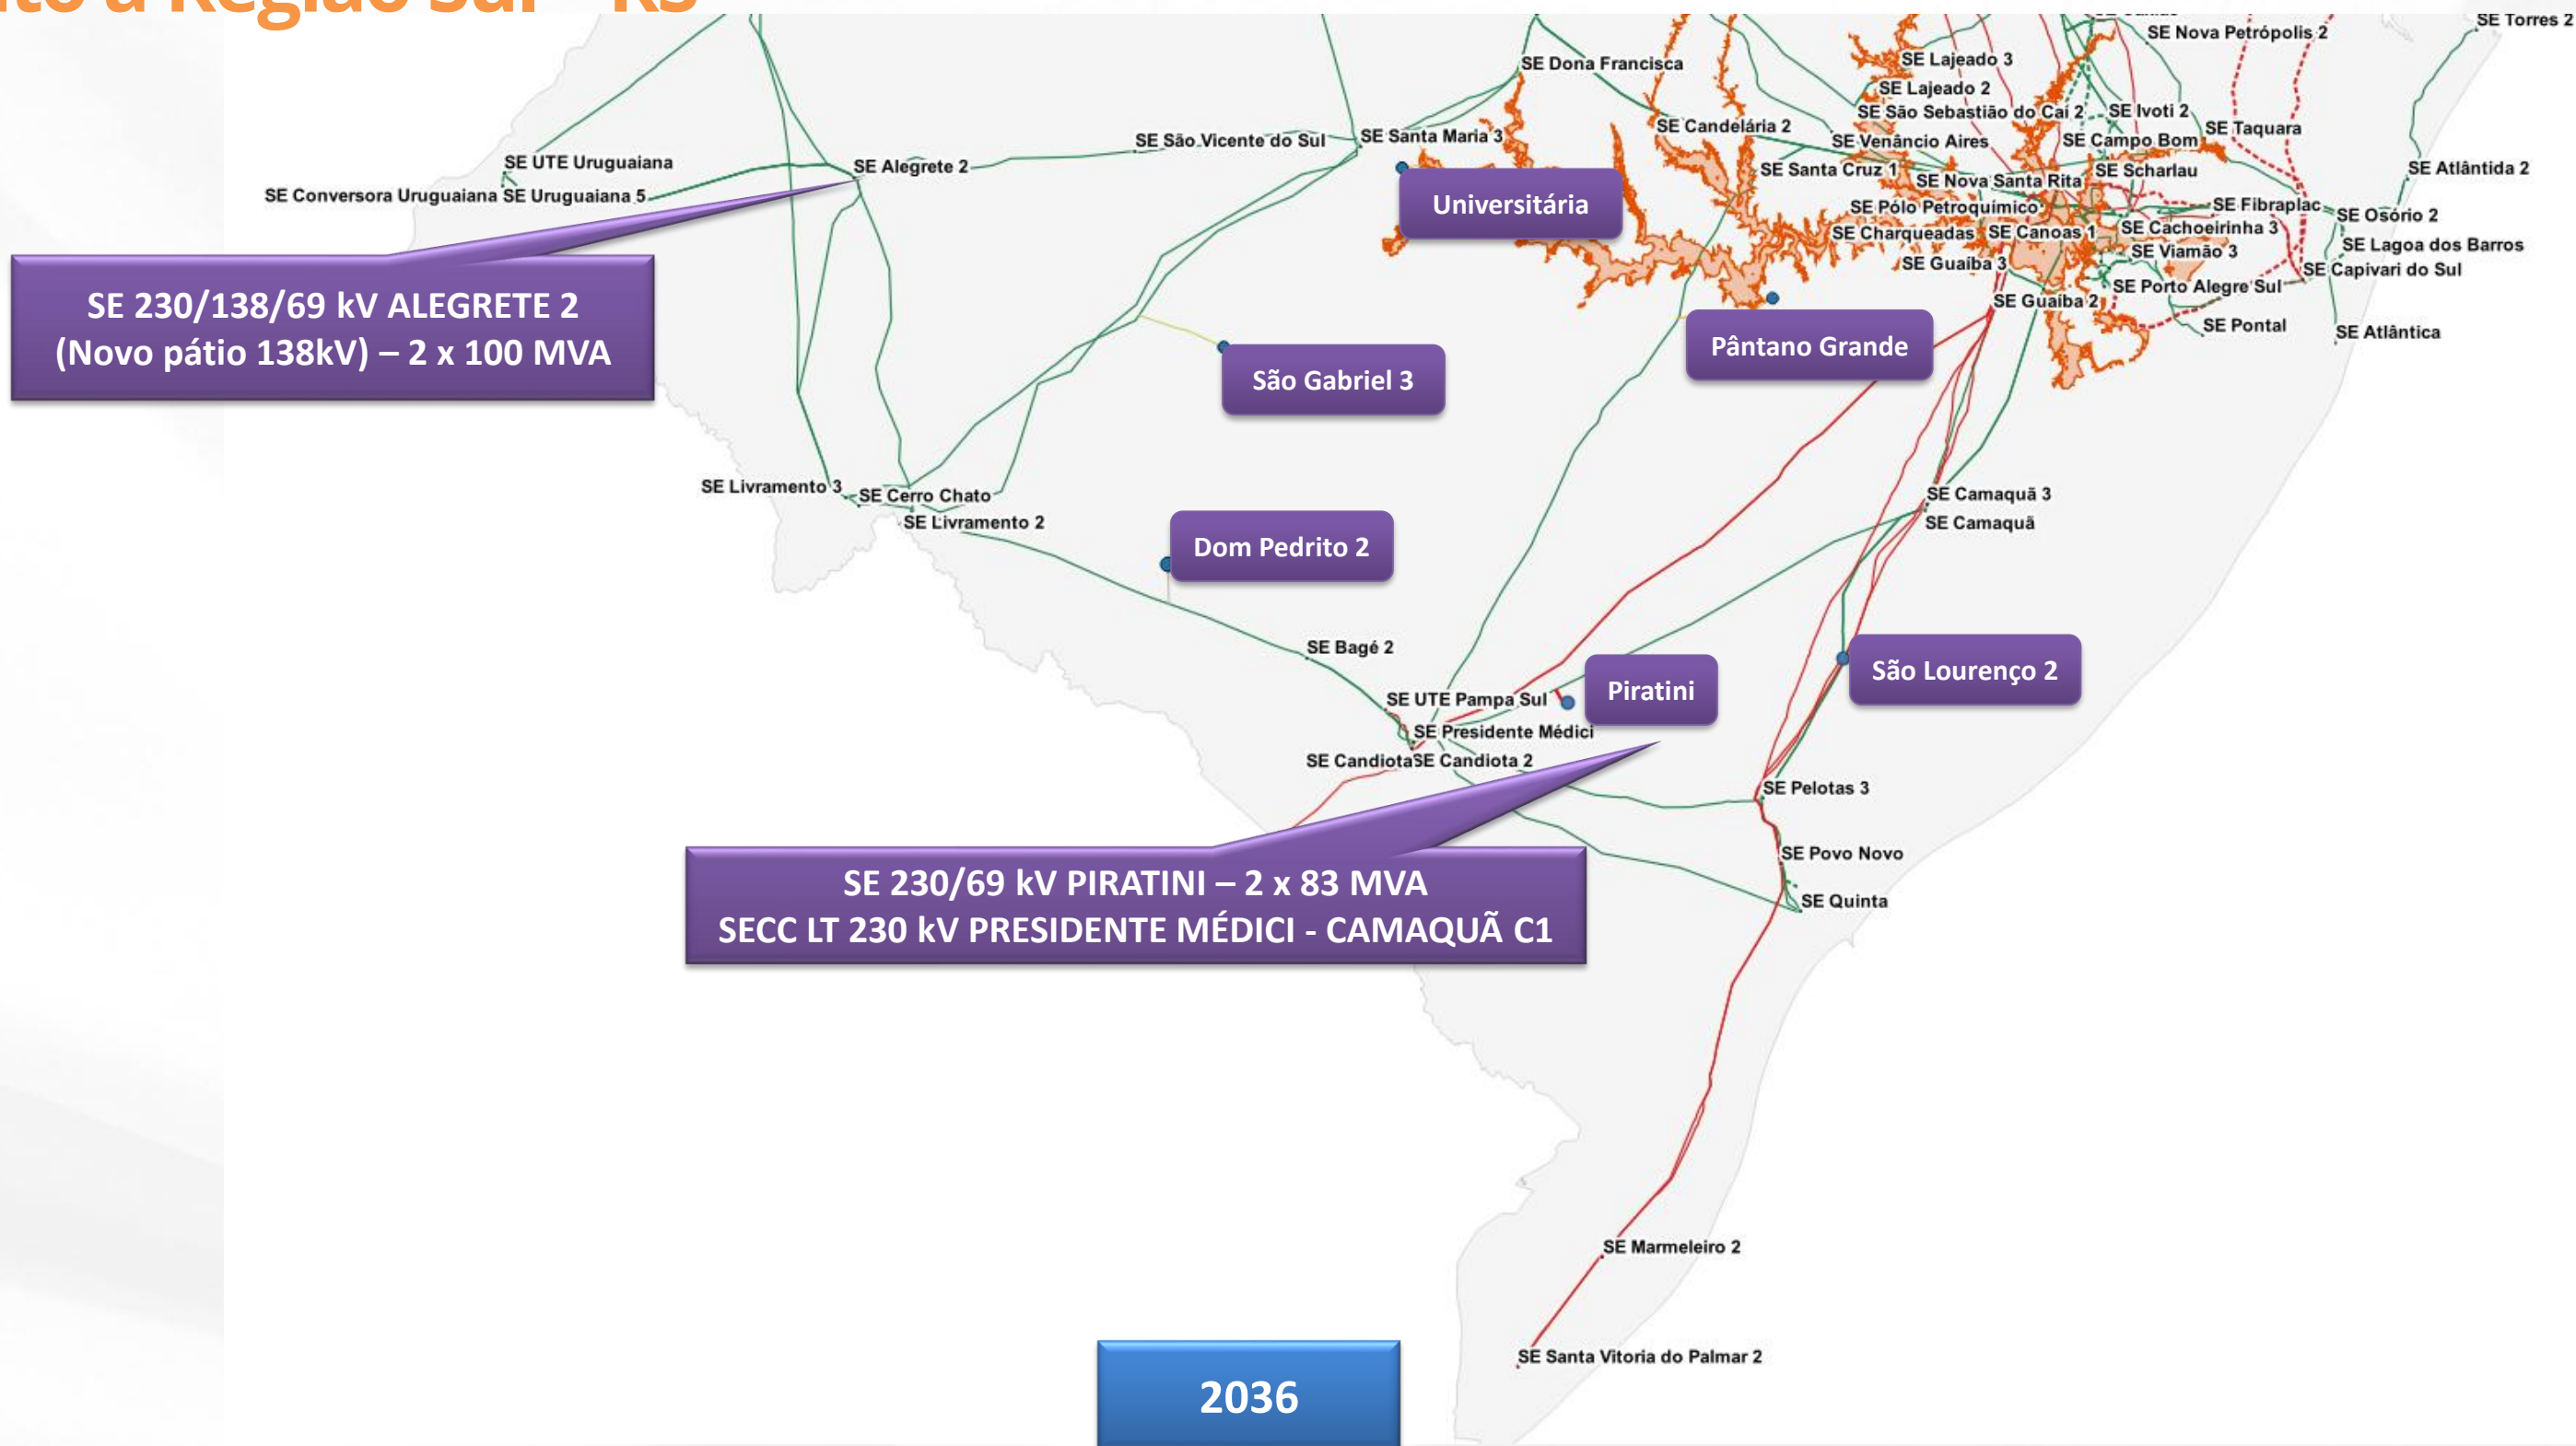 a Região Sul - RS
SE Torres 2
SE Nova Petrópolis 2
SE Dona Francisca
SE Lajeado 3
SE Lajeado 2
SE São Sebastião do Caí 2
SE Ivoti 2
SE Candelária 2
SE Taquara
SE São Vicente do Sul
SE Santa Maria 3
SE Venâncio Aires
SE Campo Bom
SE UTE Uruguaiana
SE Alegrete 2
SE Santa Cruz 1
SE Nova Santa Rita
SE Scharlau
SE Atlântida 2
SE Conversora Uruguaiana
SE Uruguaiana 5
Universitária
SE Pólo Petroquímico
SE Fibraplac
SE Osório 2
SE Charqueadas
SE Canoas 1
SE Cachoeirinha 3
SE Viamão 3
SE Lagoa dos Barros
SE Guaíba 3
SE Capivari do Sul
SE Porto Alegre Sul
SE Guaíba 2
SE 230/138/69 kV ALEGRETE 2
(Novo pátio 138kV) – 2 x 100 MVA
SE Pontal
SE Atlântica
Pântano Grande
São Gabriel 3
SE Livramento 3
SE Cerro Chato
SE Livramento 2
SE Camaquã 3
SE Camaquã
Dom Pedrito 2
SE Bagé 2
São Lourenço 2
SE UTE Pampa Sul
Piratini
SE Presidente Médici
SE Candiota
SE Candiota 2
SE Pelotas 3
SE Povo Novo
SE 230/69 kV PIRATINI – 2 x 83 MVA
SECC LT 230 kV PRESIDENTE MÉDICI - CAMAQUÃ C1
SE Quinta
SE Marmeleiro 2
SE Santa Vitoria do Palmar 2
2036